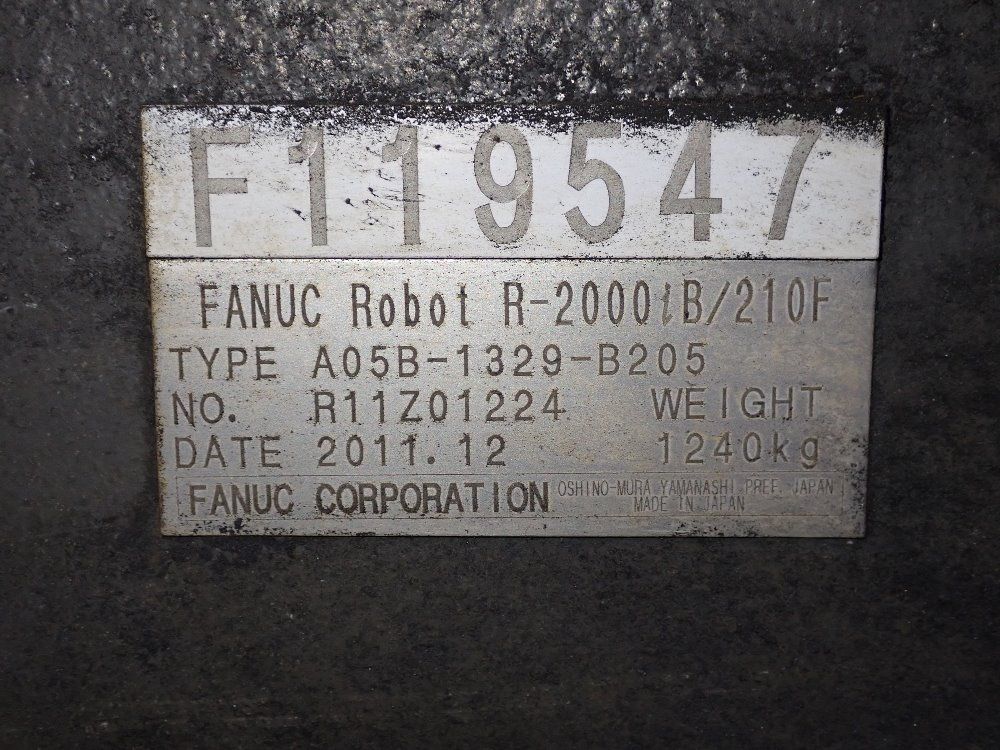 F119547
FANUC Robot R-2000iB/210F
TYPE A05B-1329-B205
NO. R11Z01224 WEIGHT
DATE 2011.12 1240kg
FANUC CORPORATION OSHINO-MURA YAMANASHI PREF. JAPAN
MADE IN JAPAN